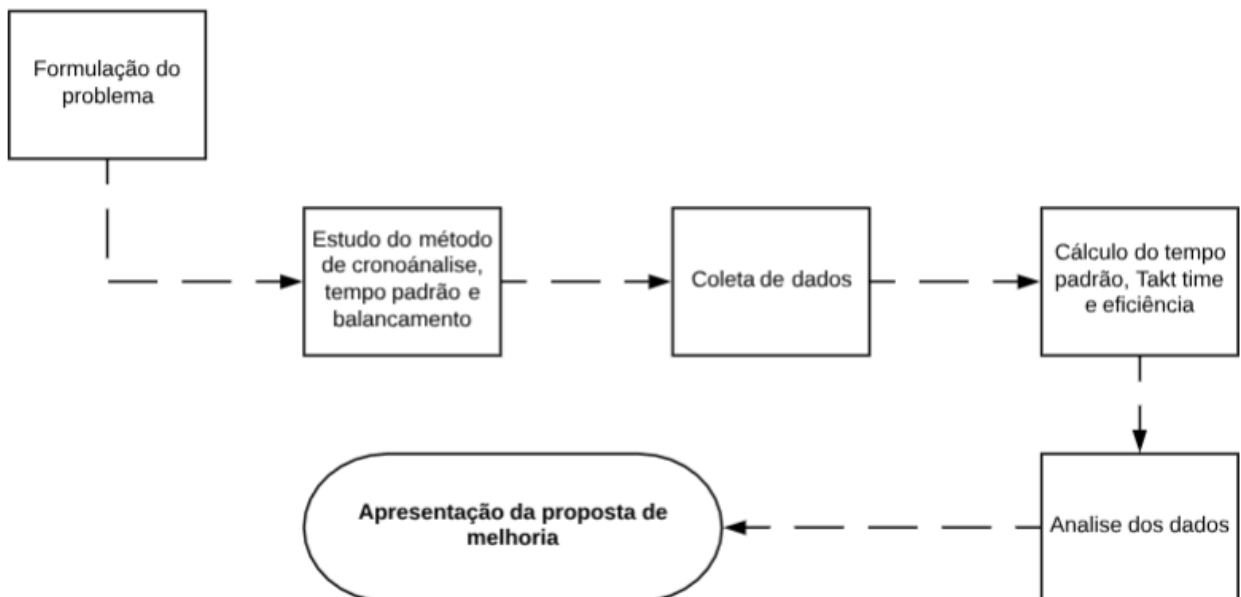 Formulação do
problema
Estudo do método
de cronoánalise,
tempo padrão e
balancamento
Coleta de dados
Cálculo do tempo
padrão, Takt time
e eficiência
Analise dos dados
Apresentação da proposta de
melhoria